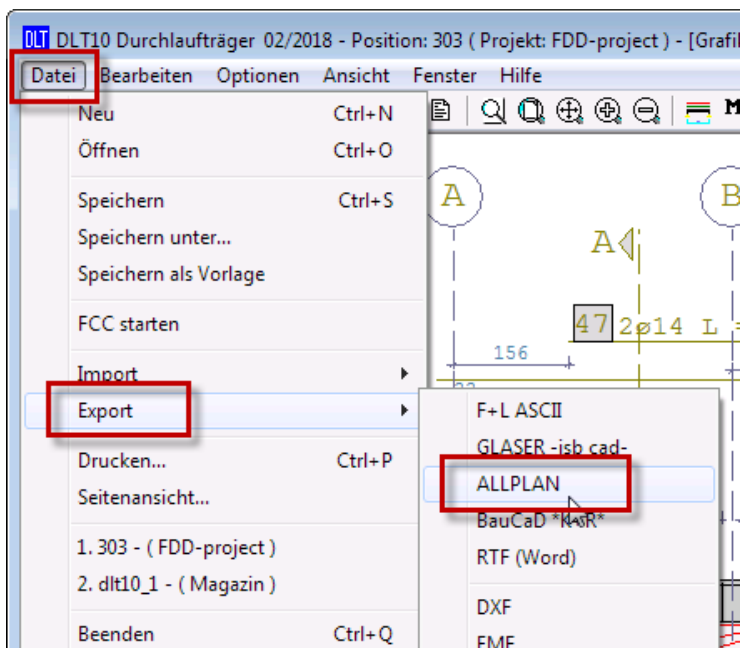 DLT DLT10 Durchlaufträger 02/2018 - Position: 303 ( Projekt: FDD-project ) - [Grafi
Datei Bearbeiten Optionen Ansicht Fenster Hilfe
Neu Ctrl+N
Öffnen Ctrl+O
Speichern Ctrl+S
Speichern unter...
Speichern als Vorlage
FCC starten
Import
Export
Drucken... Ctrl+P
Seitenansicht...
1. 303 - ( FDD-project )
2. dlt10_1 - ( Magazin )
Beenden Ctrl+Q
F+L ASCII
GLASER -isb cad-
ALLPLAN
BauCaD *K+R*
RTF (Word)
DXF
EMF
M
A B
A
47 2ø14 L =
156